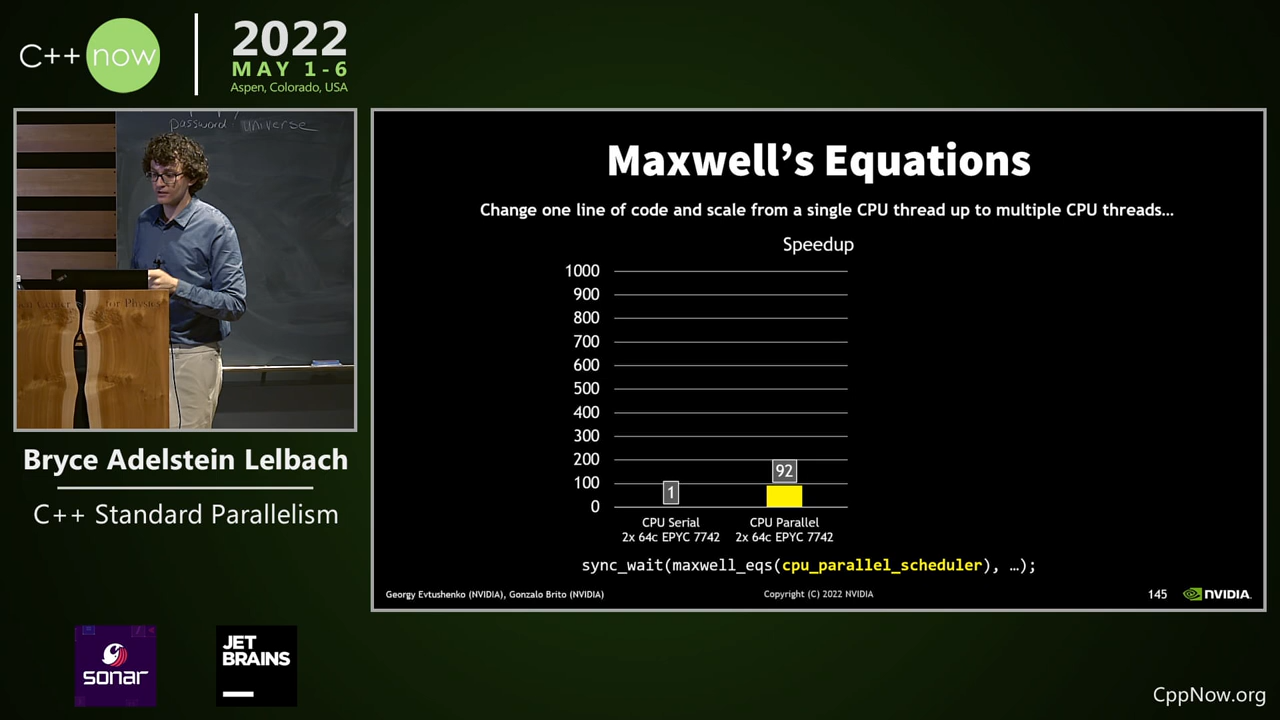 C++ now
2022
MAY 1-6
Aspen, Colorado, USA
password / universe
for Physics
Bryce Adelstein Lelbach
C++ Standard Parallelism
Maxwell's Equations
Change one line of code and scale from a single CPU thread up to multiple CPU threads...
Speedup
1000
900
800
700
600
500
400
300
200
100
0
1
92
CPU Serial
2x 64c EPYC 7742
CPU Parallel
2x 64c EPYC 7742
sync_wait(maxwell_eqs(cpu_parallel_scheduler), …);
Georgy Evtushenko (NVIDIA), Gonzalo Brito (NVIDIA)
Copyright (C) 2022 NVIDIA
145
NVIDIA.
sonar
JET
BRAINS
CppNow.org